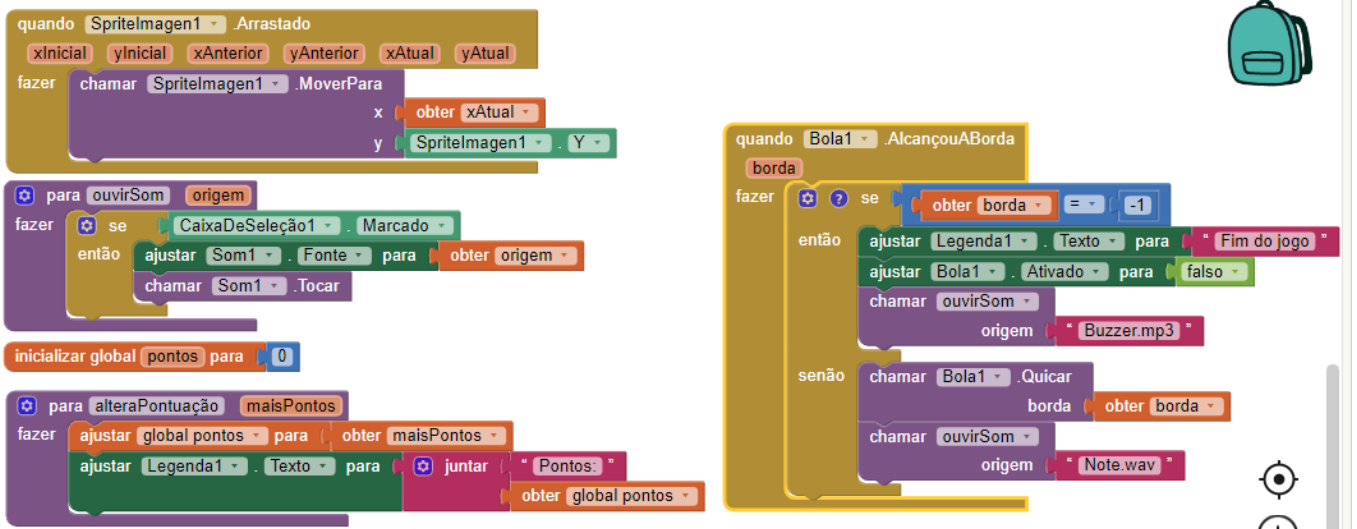 quando SpriteImagen1 .Arrastado
xInicial yInicial xAnterior yAnterior xAtual yAtual
fazer chamar SpriteImagen1 .MoverPara
x obter xAtual
y SpriteImagen1 . Y
para ouvirSom origem
fazer se CaixaDeSeleção1 . Marcado
então ajustar Som1 . Fonte para obter origem
chamar Som1 .Tocar
inicializar global pontos para 0
para alteraPontuação maisPontos
fazer ajustar global pontos para obter maisPontos
ajustar Legenda1 . Texto para juntar " Pontos: "
obter global pontos
quando Bola1 .AlcançouABorda
borda
fazer ? se obter borda = -1
então ajustar Legenda1 . Texto para " Fim do jogo "
ajustar Bola1 . Ativado para falso
chamar ouvirSom
origem " Buzzer.mp3 "
senão chamar Bola1 .Quicar
borda obter borda
chamar ouvirSom
origem " Note.wav "